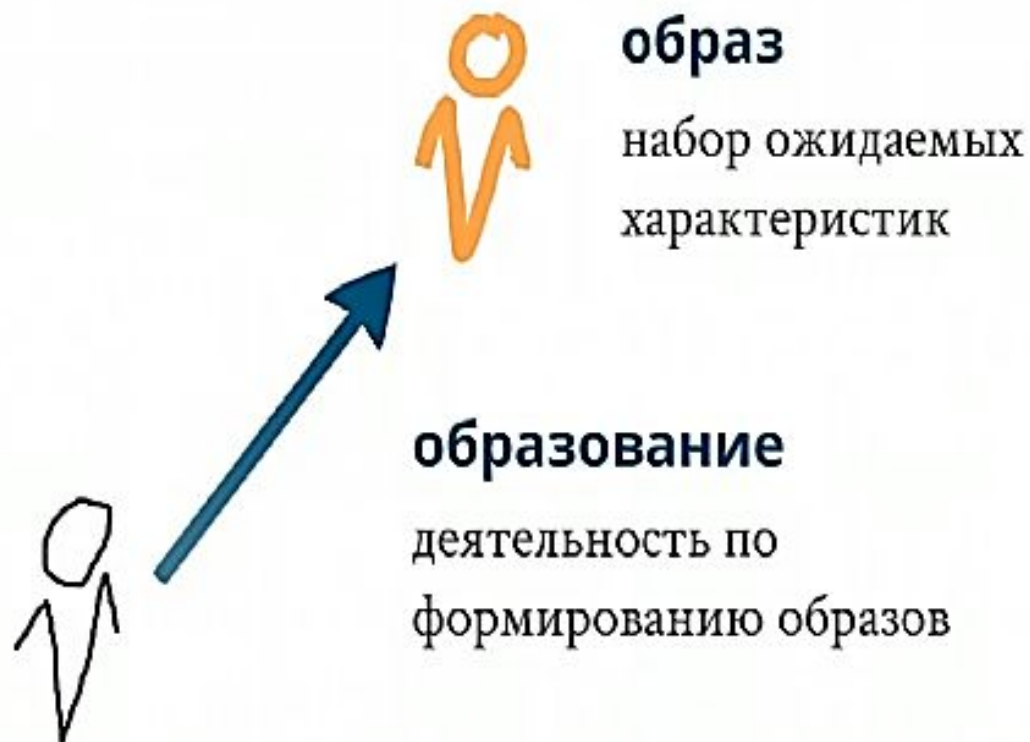 образ
набор ожидаемых
характеристик
образование
деятельность по
формированию образов